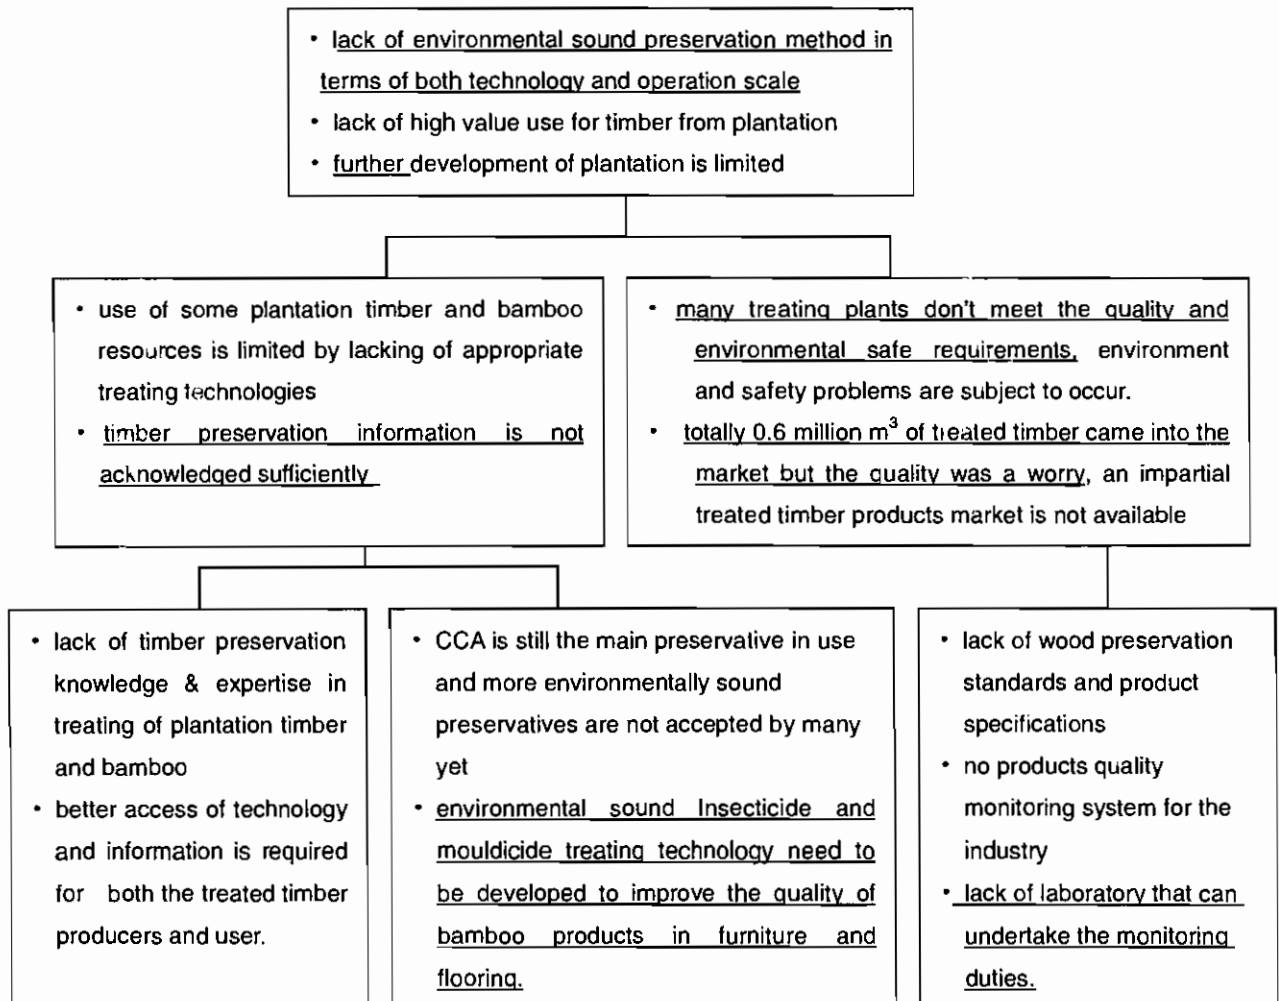 • lack of environmental sound preservation method in
terms of both technology and operation scale
• lack of high value use for timber from plantation
• further development of plantation is limited
• use of some plantation timber and bamboo
resources is limited by lacking of appropriate
treating technologies
• timber preservation information is not
acknowledged sufficiently
• many treating plants don't meet the quality and
environmental safe requirements, environment
and safety problems are subject to occur.
• totally 0.6 million m³ of treated timber came into the
market but the quality was a worry, an impartial
treated timber products market is not available
• lack of timber preservation
knowledge & expertise in
treating of plantation timber
and bamboo
• better access of technology
and information is required
for both the treated timber
producers and user.
• CCA is still the main preservative in use
and more environmentally sound
preservatives are not accepted by many
yet
• environmental sound Insecticide and
mouldicide treating technology need to
be developed to improve the quality of
bamboo products in furniture and
flooring.
• lack of wood preservation
standards and product
specifications
• no products quality
monitoring system for the
industry
• lack of laboratory that can
undertake the monitoring
duties.